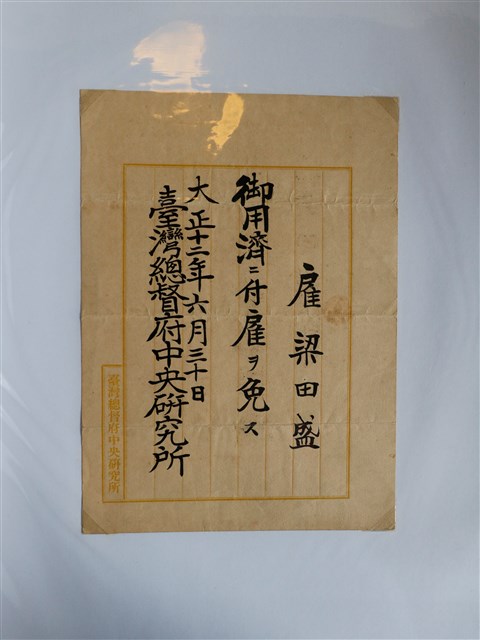 雇 梁田盛
御用濟ニ付雇ヲ免ス
大正十二年六月三十日
臺灣總督府中央研究所
臺灣總督府中央研究所